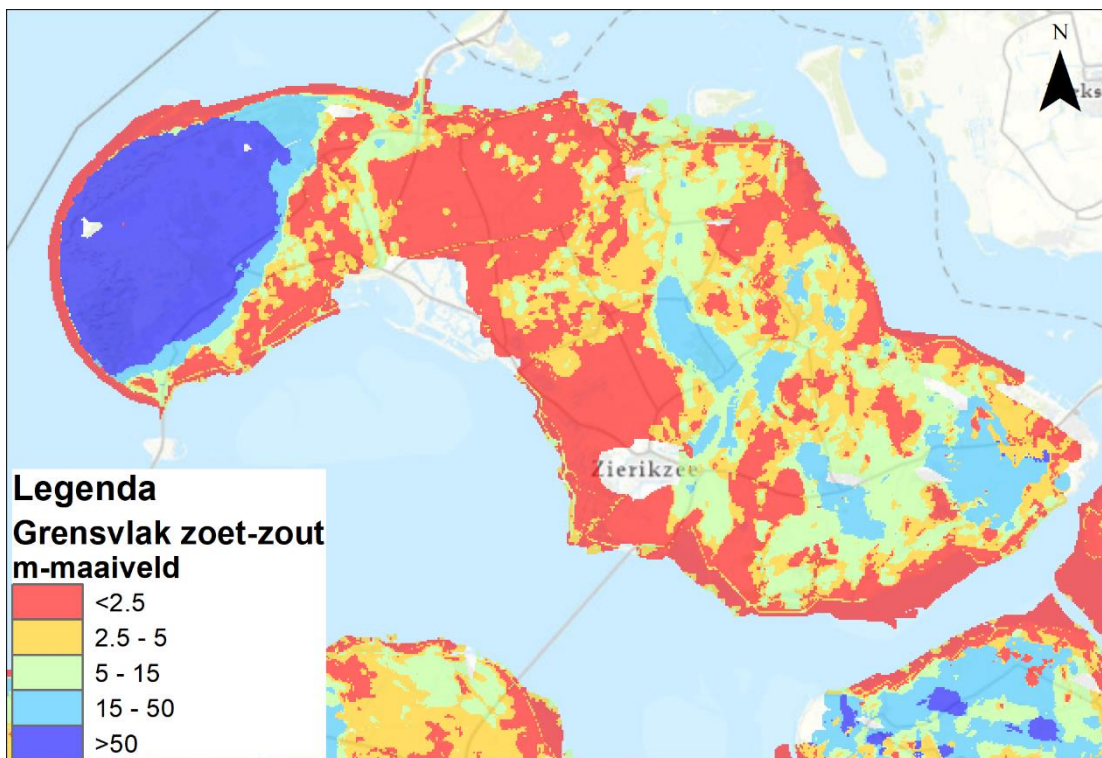 N
Zierikzee
Legenda
Grensvlak zoet-zout
m-maaiveld
<2.5
2.5 - 5
5 - 15
15 - 50
>50